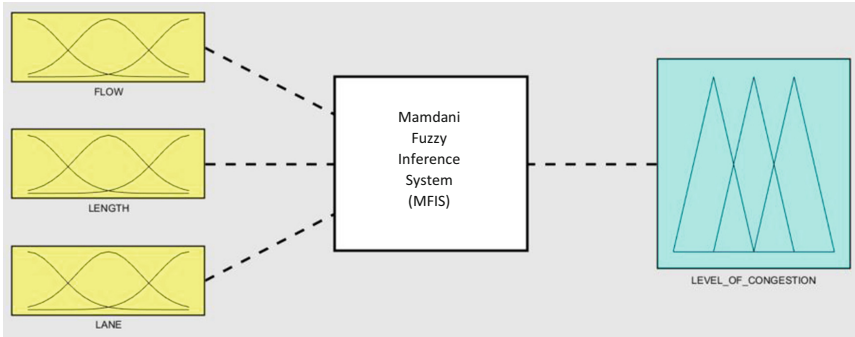 FLOW
LENGTH
LANE
Mamdani
Fuzzy
Inference
System
(MFIS)
LEVEL_OF_CONGESTION